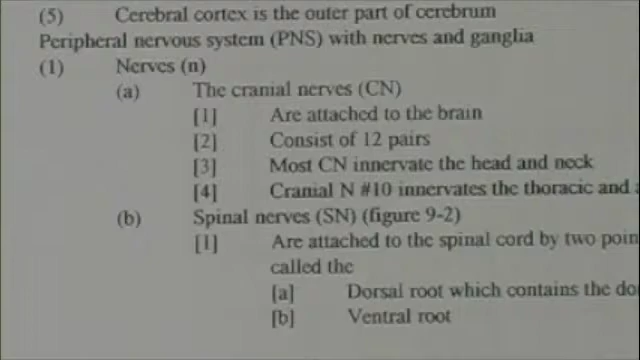 (5) Cerebral cortex is the outer part of cerebrum
Peripheral nervous system (PNS) with nerves and ganglia
(1) Nerves (n)
(a) The cranial nerves (CN)
[1] Are attached to the brain
[2] Consist of 12 pairs
[3] Most CN innervate the head and neck
[4] Cranial N #10 innervates the thoracic and
(b) Spinal nerves (SN) (figure 9-2)
[1] Are attached to the spinal cord by two
called the
[a] Dorsal root which contains the
[b] Ventral root